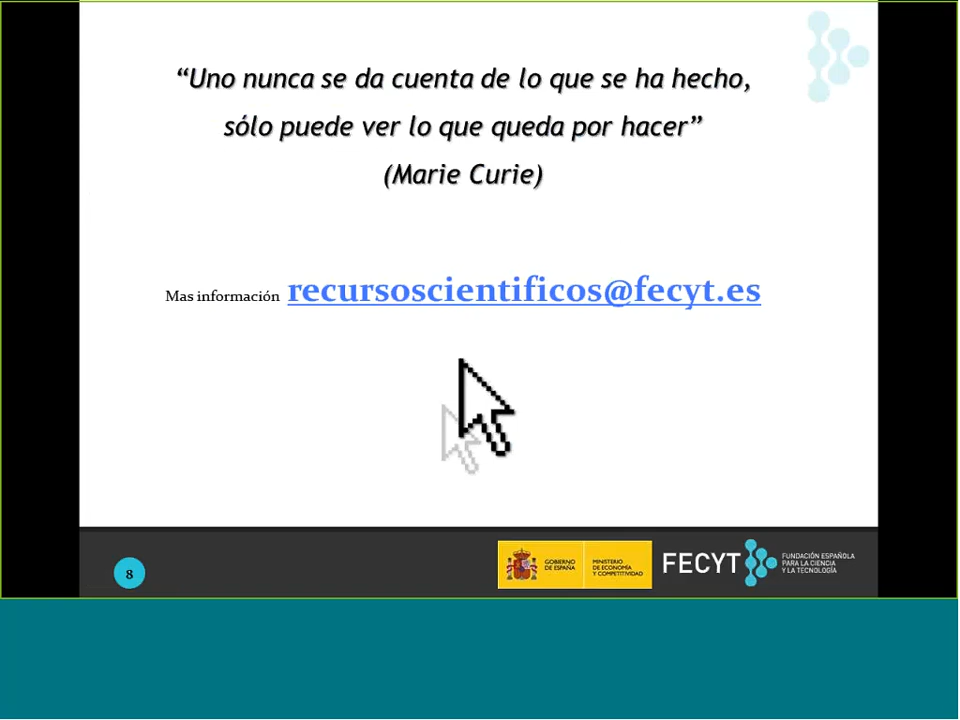 “Uno nunca se da cuenta de lo que se ha hecho,
sólo puede ver lo que queda por hacer”
(Marie Curie)
Mas información recursoscientificos@fecyt.es
8
GOBIERNO
DE ESPAÑA
MINISTERIO
DE ECONOMÍA
Y COMPETITIVIDAD
FECYT
FUNDACIÓN ESPAÑOLA
PARA LA CIENCIA
Y LA TECNOLOGÍA